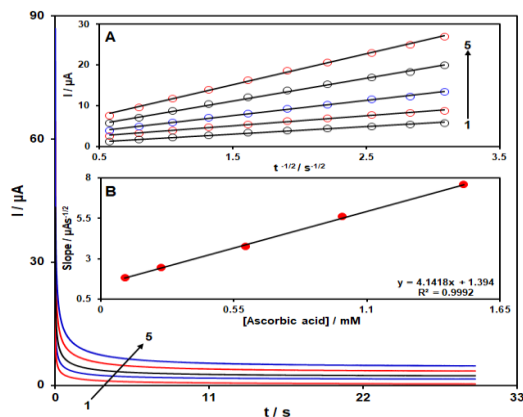 90
60
30
0
I / µA
0
11
22
33
t / s
5
1
A
30
20
10
0
I / µA
0.5
1.5
2.5
3.5
t -1/2 / s-1/2
5
1
B
8
5.5
3
0.5
Slope / µAs-1/2
0
0.55
1.1
1.65
[Ascorbic acid] / mM
y = 4.1418x + 1.394
R² = 0.9992